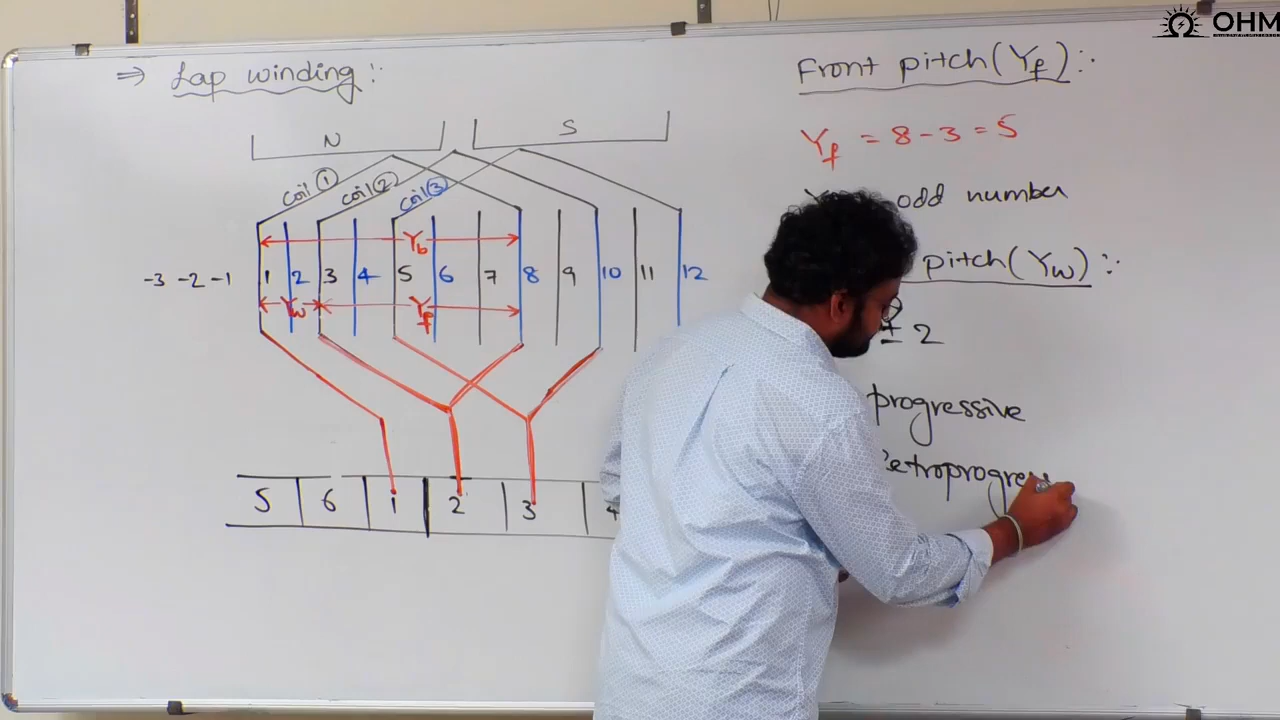 OHM
⇒ Lap winding:-
N
S
coil ①
coil ②
coil ③
Yb
-3 -2 -1 1 2 3 4 5 6 7 8 9 10 11 12
Yw Yf
5 6 1 2 3 4
Front pitch (Yf):-
Yf = 8-3 = 5
odd number
pitch (Yw):-
± 2
progressive